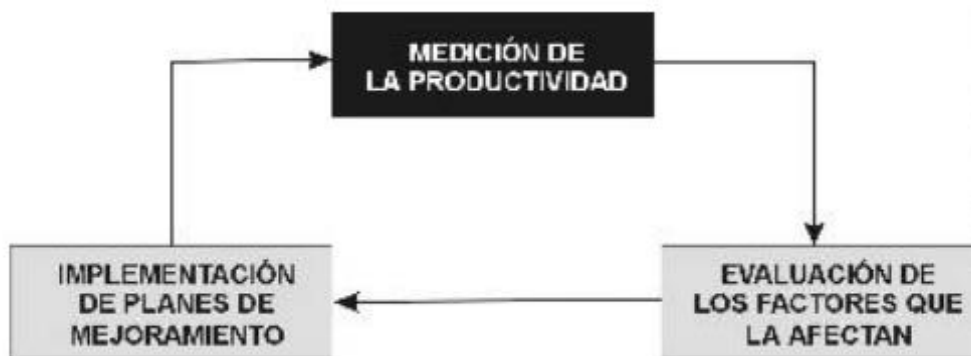 MEDICIÓN DE
LA PRODUCTIVIDAD
IMPLEMENTACIÓN
DE PLANES DE
MEJORAMIENTO
EVALUACIÓN DE
LOS FACTORES QUE
LA AFECTAN